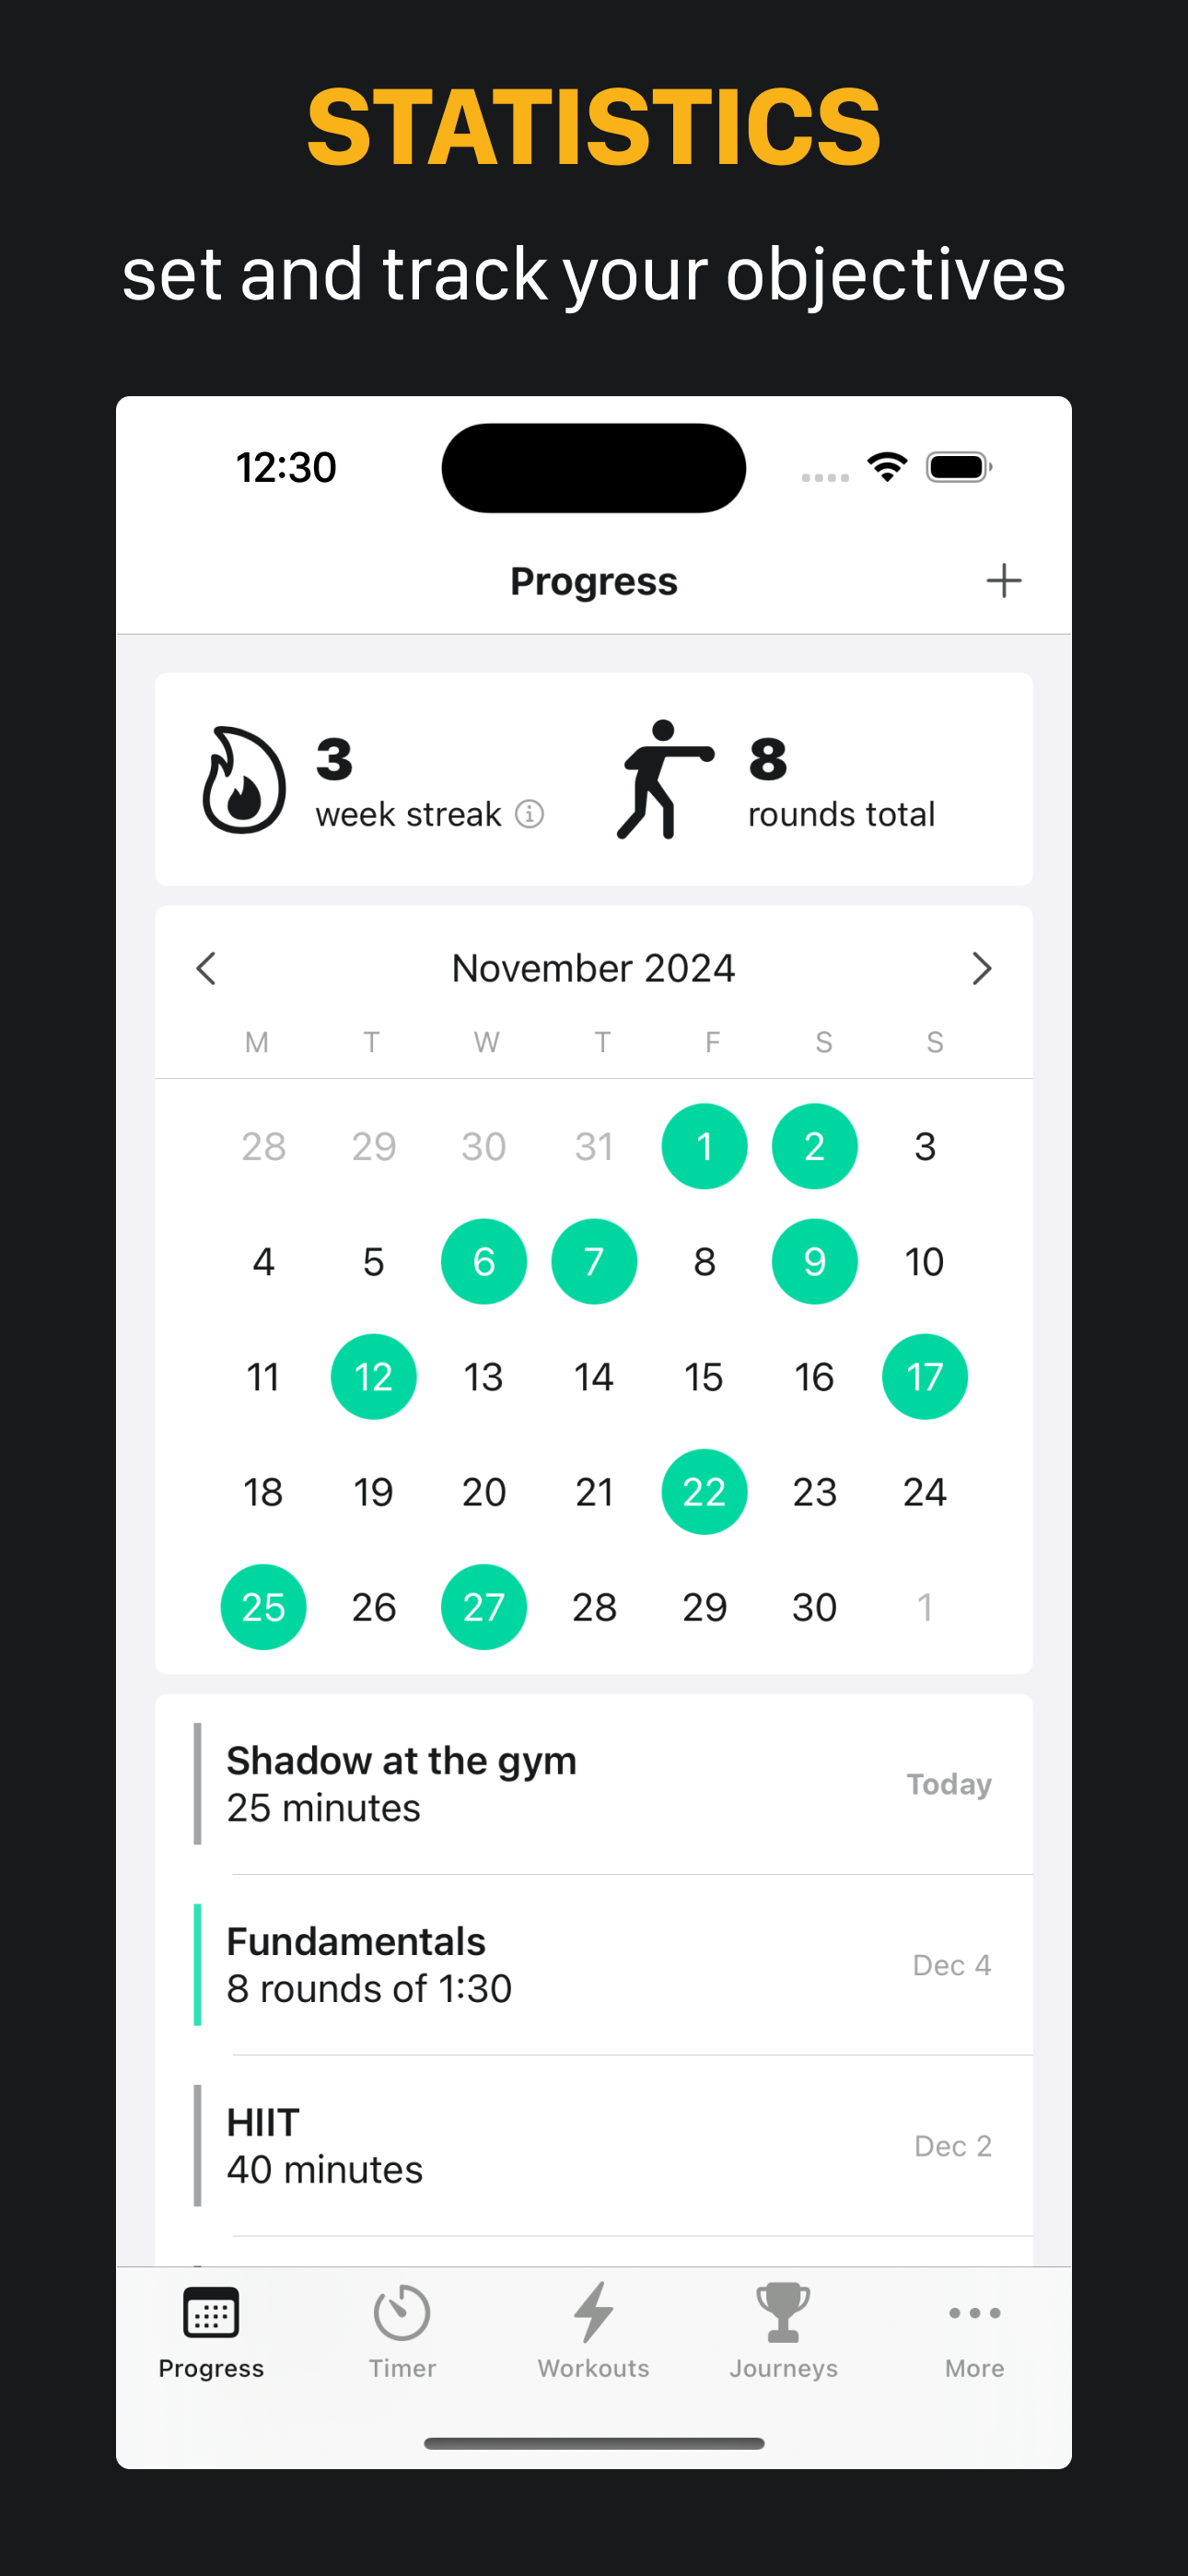 STATISTICS
set and track your objectives
12:30
Progress
3
week streak
8
rounds total
November 2024
M T W T F S S
28 29 30 31 1 2 3
4 5 6 7 8 9 10
11 12 13 14 15 16 17
18 19 20 21 22 23 24
25 26 27 28 29 30 1
Shadow at the gym
25 minutes
Today
Fundamentals
8 rounds of 1:30
Dec 4
HIIT
40 minutes
Dec 2
Progress Timer Workouts Journeys More